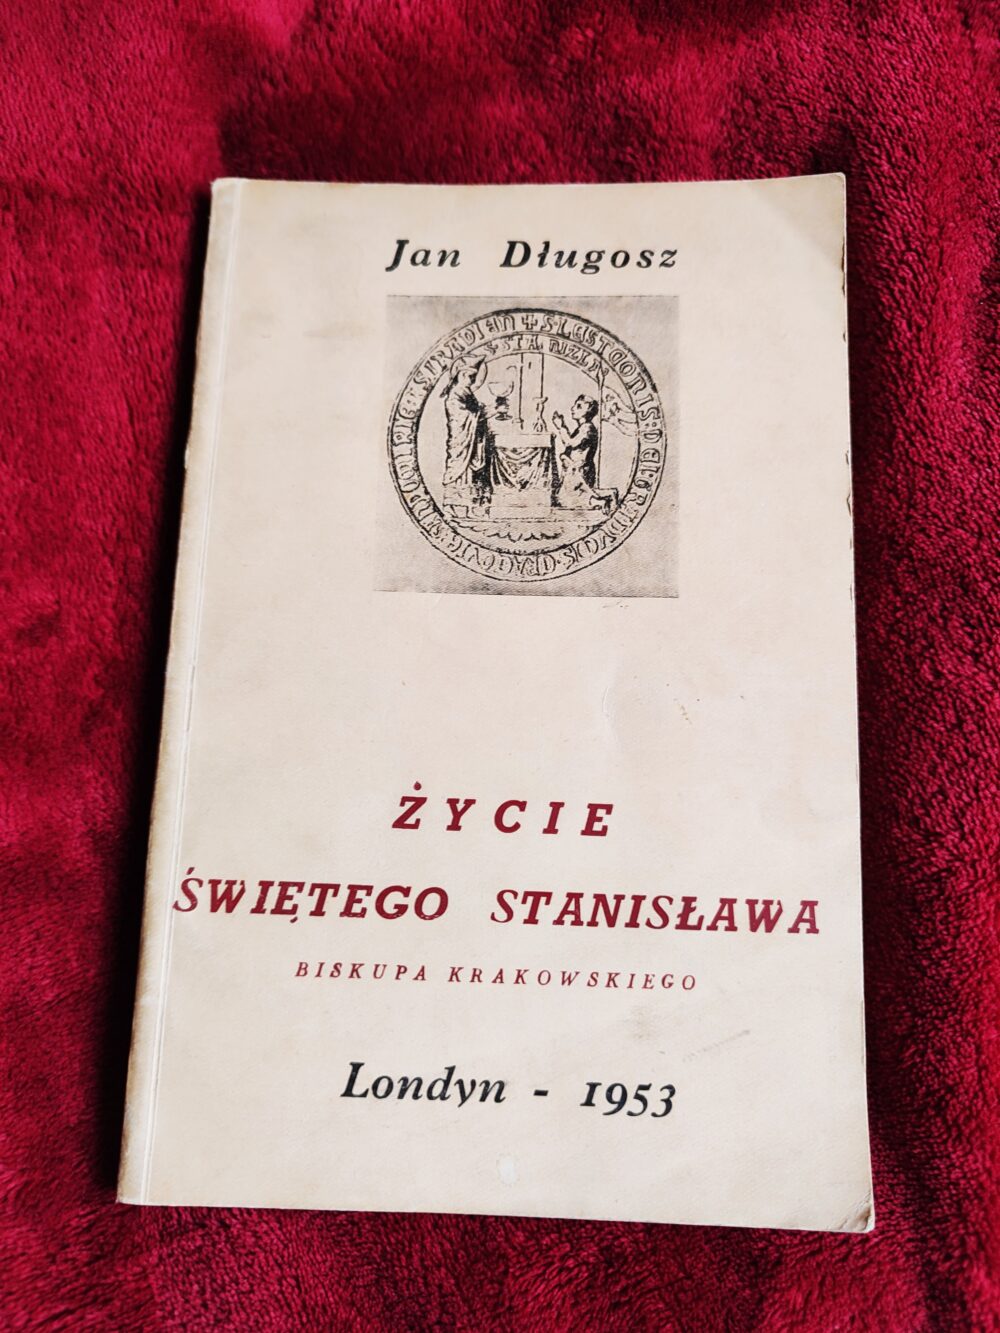 Jan Długosz
ŻYCIE
ŚWIĘTEGO STANISŁAWA
BISKUPA KRAKOWSKIEGO
Londyn - 1953